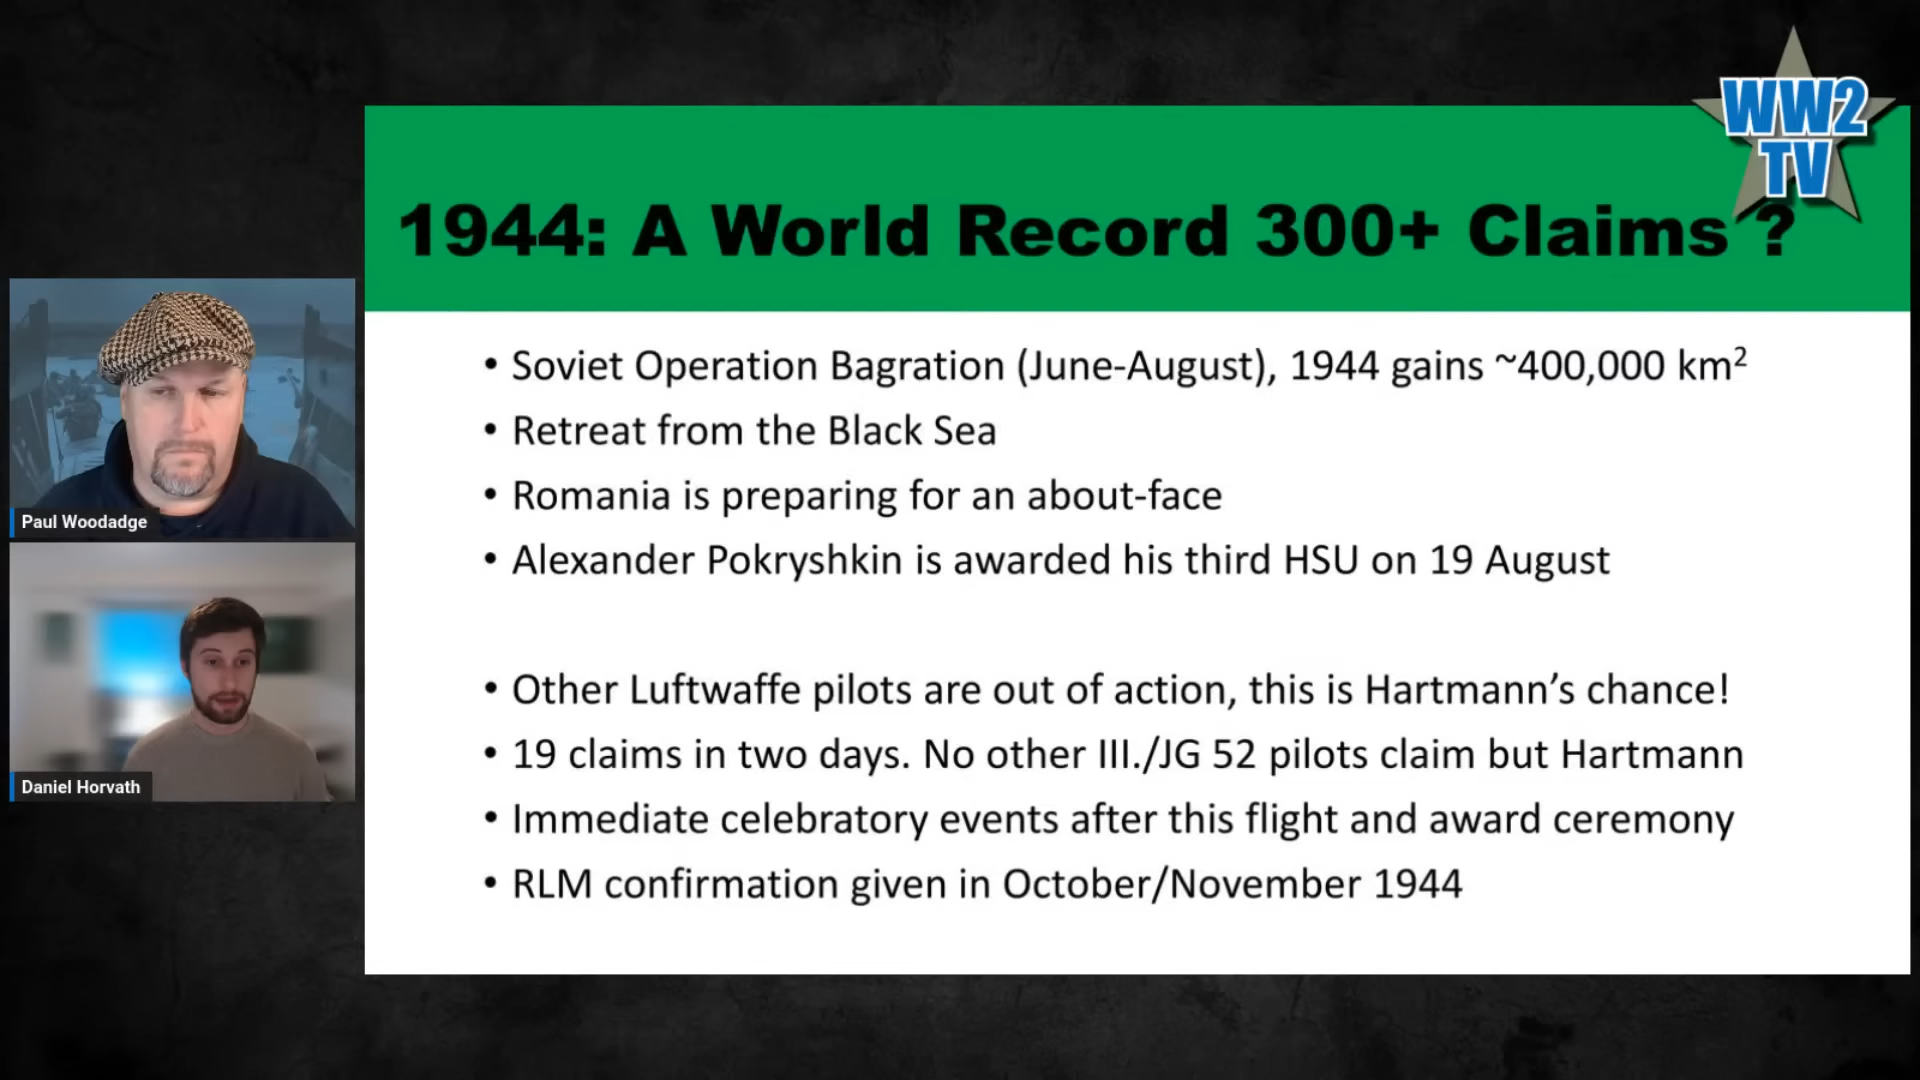 WW2
TV
1944: A World Record 300+ Claims ?
• Soviet Operation Bagration (June-August), 1944 gains ~400,000 km²
• Retreat from the Black Sea
• Romania is preparing for an about-face
• Alexander Pokryshkin is awarded his third HSU on 19 August
• Other Luftwaffe pilots are out of action, this is Hartmann’s chance!
• 19 claims in two days. No other III./JG 52 pilots claim but Hartmann
• Immediate celebratory events after this flight and award ceremony
• RLM confirmation given in October/November 1944
Paul Woodadge
Daniel Horvath